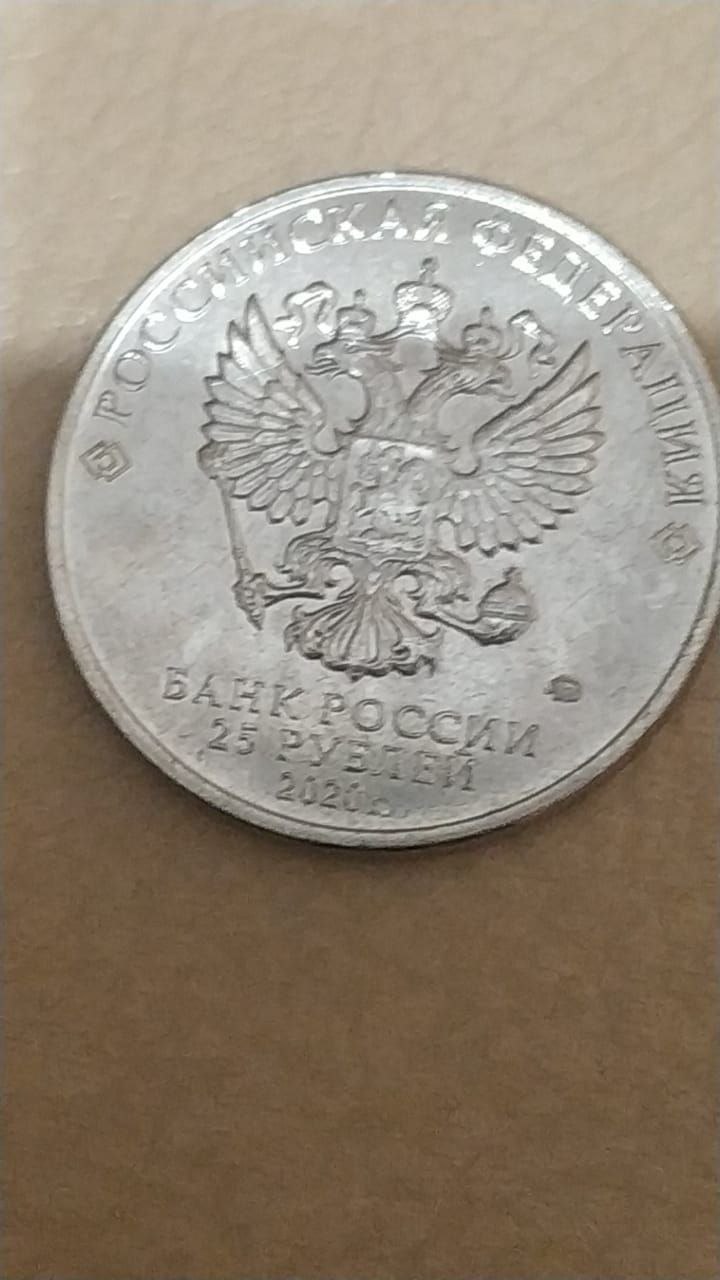 РОССИЙСКАЯ ФЕДЕРАЦИЯ
БАНК РОССИИ
25 РУБЛЕЙ
2020 г.